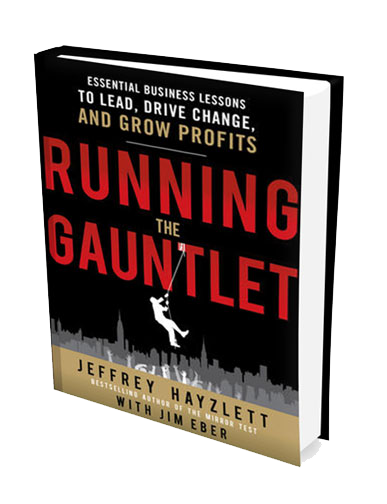 ESSENTIAL BUSINESS LESSONS
TO LEAD, DRIVE CHANGE,
AND GROW PROFITS
RUNNING
THE
GAUNTLET
JEFFREY HAYZLETT
BESTSELLING AUTHOR OF THE MIRROR TEST
WITH JIM EBER